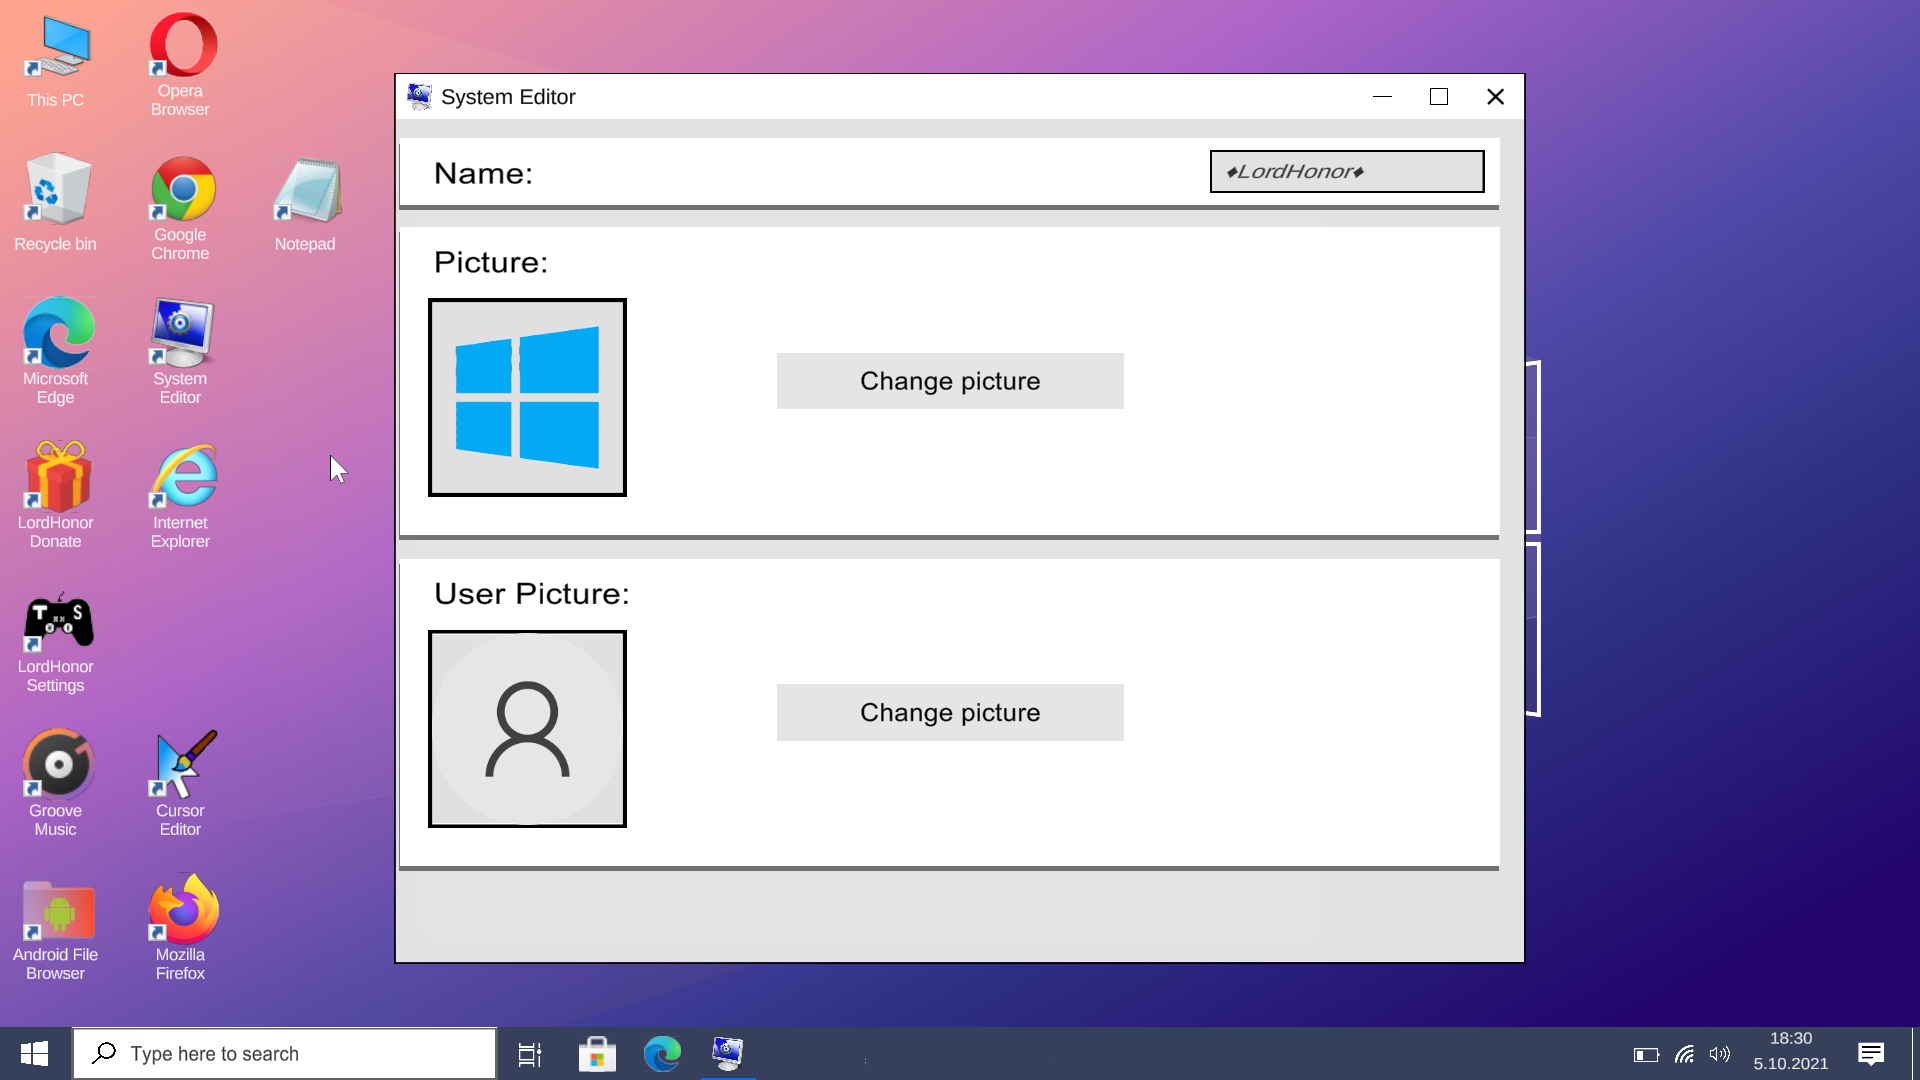 This PC
Opera
Browser
Recycle bin
Google
Chrome
Notepad
Microsoft
Edge
System
Editor
LordHonor
Donate
Internet
Explorer
T S
LordHonor
Settings
Groove
Music
Cursor
Editor
Android File
Browser
Mozilla
Firefox
System Editor
Name:
♦LordHonor♦
Picture:
Change picture
User Picture:
Change picture
Type here to search
18:30
5.10.2021